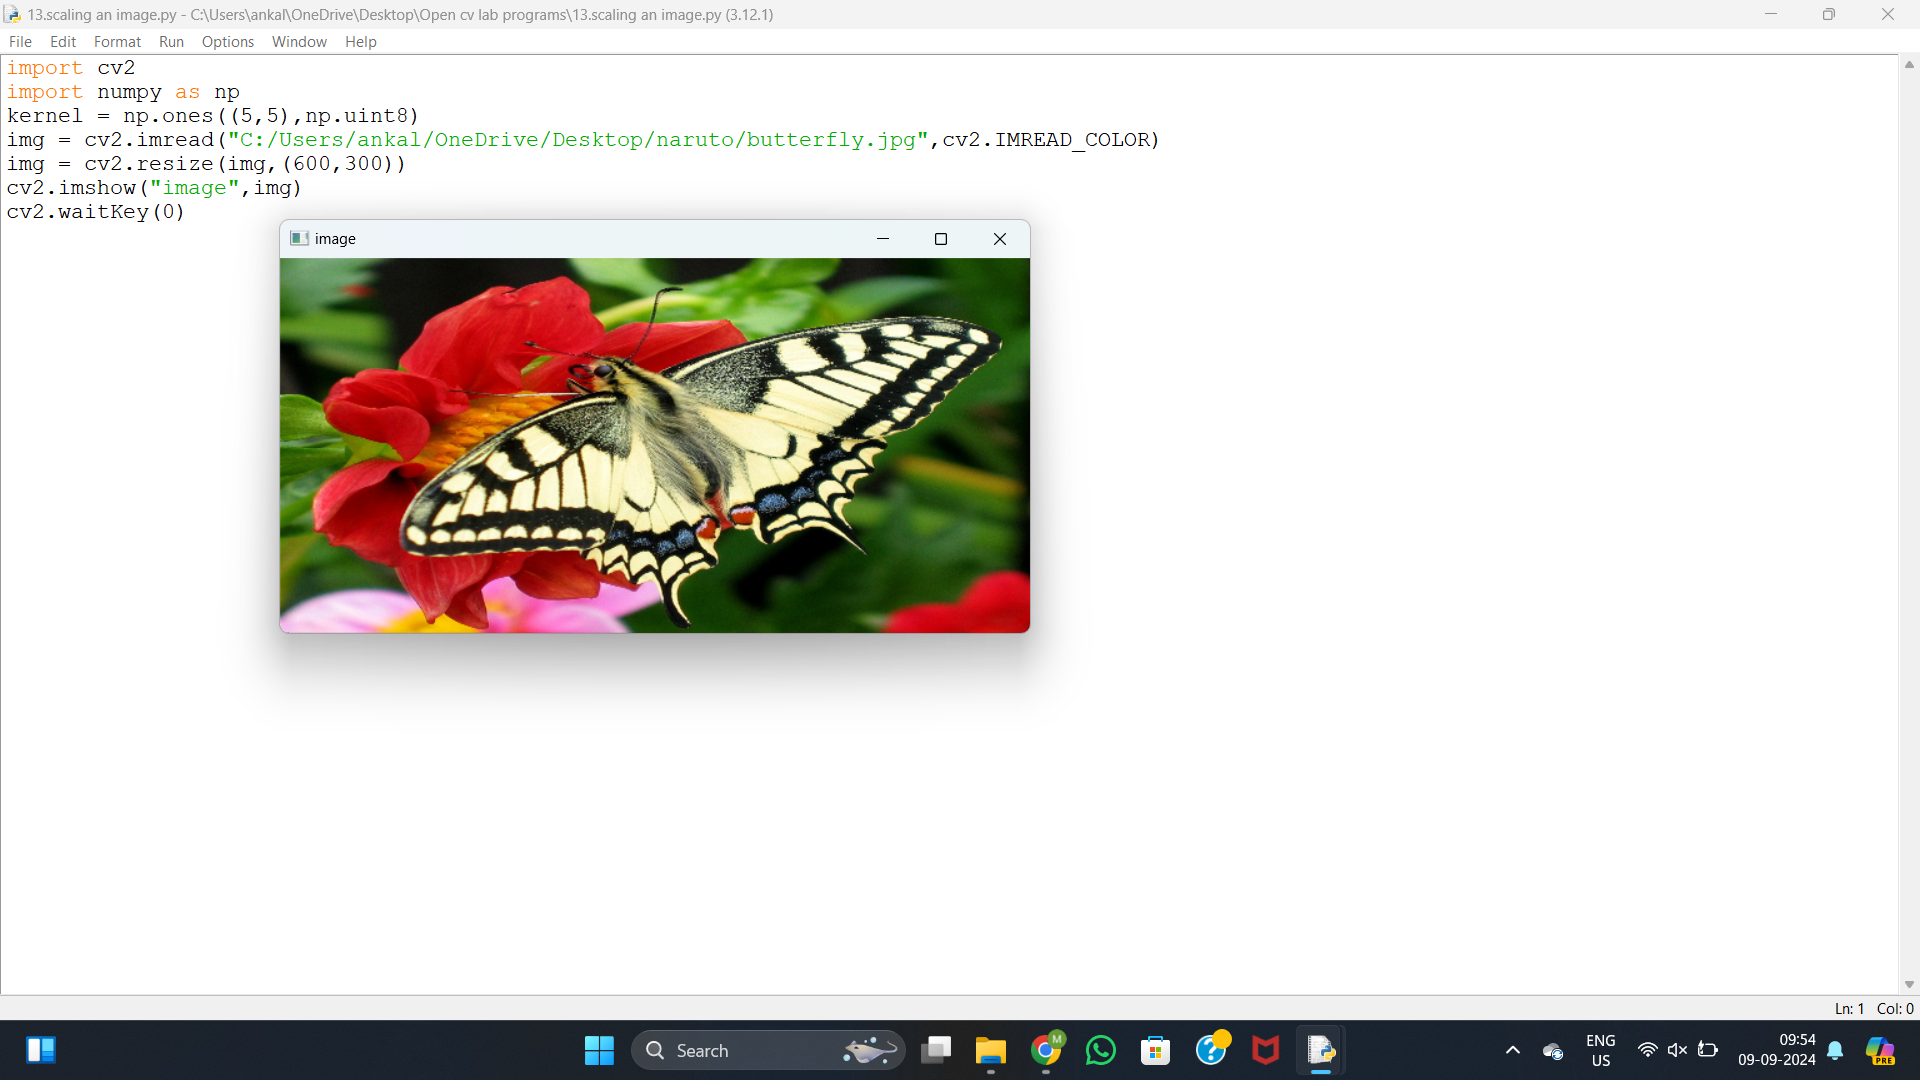 13.scaling an image.py - C:\Users\ankal\OneDrive\Desktop\Open cv lab programs\13.scaling an image.py (3.12.1)
File Edit Format Run Options Window Help
import cv2
import numpy as np
kernel = np.ones((5,5),np.uint8)
img = cv2.imread("C:/Users/ankal/OneDrive/Desktop/naruto/butterfly.jpg",cv2.IMREAD_COLOR)
img = cv2.resize(img,(600,300))
cv2.imshow("image",img)
cv2.waitKey(0)
image
Ln: 1 Col: 0
Search
M
ENG
US
09:54
09-09-2024
PRE